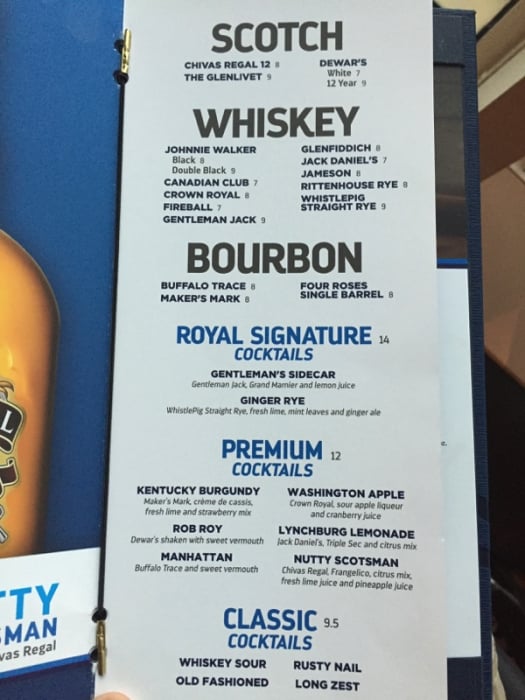 SCOTCH
CHIVAS REGAL 12 8
THE GLENLIVET 9
DEWAR'S
White 7
12 Year 9
WHISKEY
JOHNNIE WALKER
Black 8
Double Black 9
CANADIAN CLUB 7
CROWN ROYAL 8
FIREBALL 7
GENTLEMAN JACK 9
GLENFIDDICH 8
JACK DANIEL'S 7
JAMESON 8
RITTENHOUSE RYE 8
WHISTLEPIG
STRAIGHT RYE 9
BOURBON
BUFFALO TRACE 8
MAKER'S MARK 8
FOUR ROSES
SINGLE BARREL 8
ROYAL SIGNATURE 14
COCKTAILS
GENTLEMAN'S SIDECAR
Gentleman Jack, Grand Marnier and lemon juice
GINGER RYE
WhistlePig Straight Rye, fresh lime, mint leaves and ginger ale
PREMIUM 12
COCKTAILS
KENTUCKY BURGUNDY
Maker's Mark, crème de cassis,
fresh lime and strawberry mix
ROB ROY
Dewar's shaken with sweet vermouth
MANHATTAN
Buffalo Trace and sweet vermouth
WASHINGTON APPLE
Crown Royal, sour apple liqueur
and cranberry juice
LYNCHBURG LEMONADE
Jack Daniel's, Triple Sec and citrus mix
NUTTY SCOTSMAN
Chivas Regal, Frangelico, citrus mix,
fresh lime juice and pineapple juice
CLASSIC 9.5
COCKTAILS
WHISKEY SOUR
OLD FASHIONED
RUSTY NAIL
LONG ZEST
TTY
SMAN
vas Regal
L